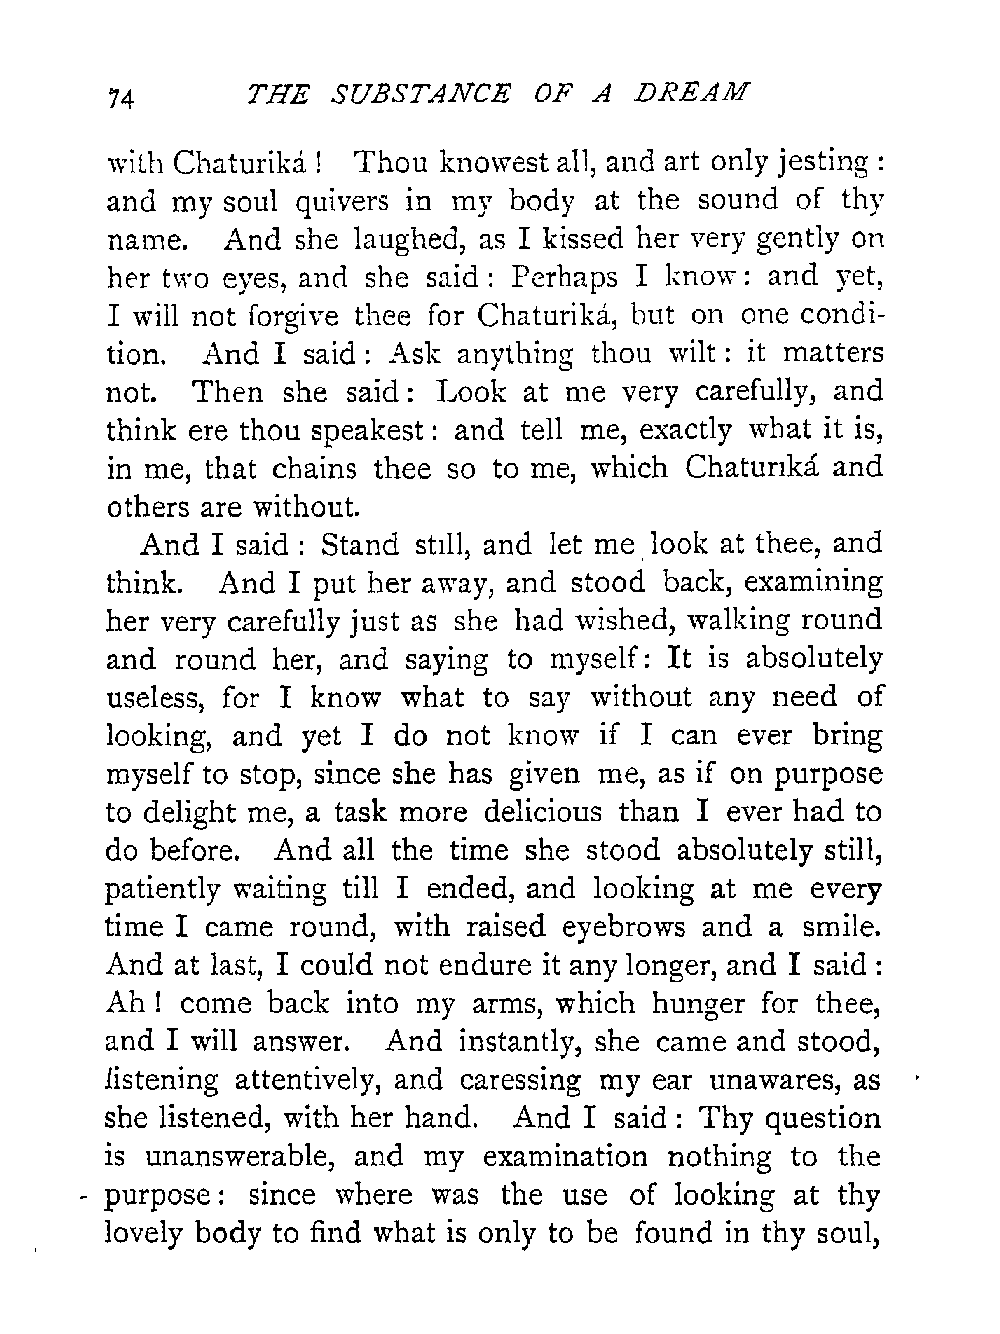 74 THE SUBSTANCE OF A DREAM
with Chaturiká ! Thou knowest all, and art only jesting :
and my soul quivers in my body at the sound of thy
name. And she laughed, as I kissed her very gently on
her two eyes, and she said : Perhaps I know : and yet,
I will not forgive thee for Chaturiká, but on one condi-
tion. And I said : Ask anything thou wilt : it matters
not. Then she said : Look at me very carefully, and
think ere thou speakest : and tell me, exactly what it is,
in me, that chains thee so to me, which Chaturıká and
others are without.
And I said : Stand stıll, and let me look at thee, and
think. And I put her away, and stood back, examining
her very carefully just as she had wished, walking round
and round her, and saying to myself : It is absolutely
useless, for I know what to say without any need of
looking, and yet I do not know if I can ever bring
myself to stop, since she has given me, as if on purpose
to delight me, a task more delicious than I ever had to
do before. And all the time she stood absolutely still,
patiently waiting till I ended, and looking at me every
time I came round, with raised eyebrows and a smile.
And at last, I could not endure it any longer, and I said :
Ah ! come back into my arms, which hunger for thee,
and I will answer. And instantly, she came and stood,
listening attentively, and caressing my ear unawares, as
she listened, with her hand. And I said : Thy question
is unanswerable, and my examination nothing to the
purpose : since where was the use of looking at thy
lovely body to find what is only to be found in thy soul,